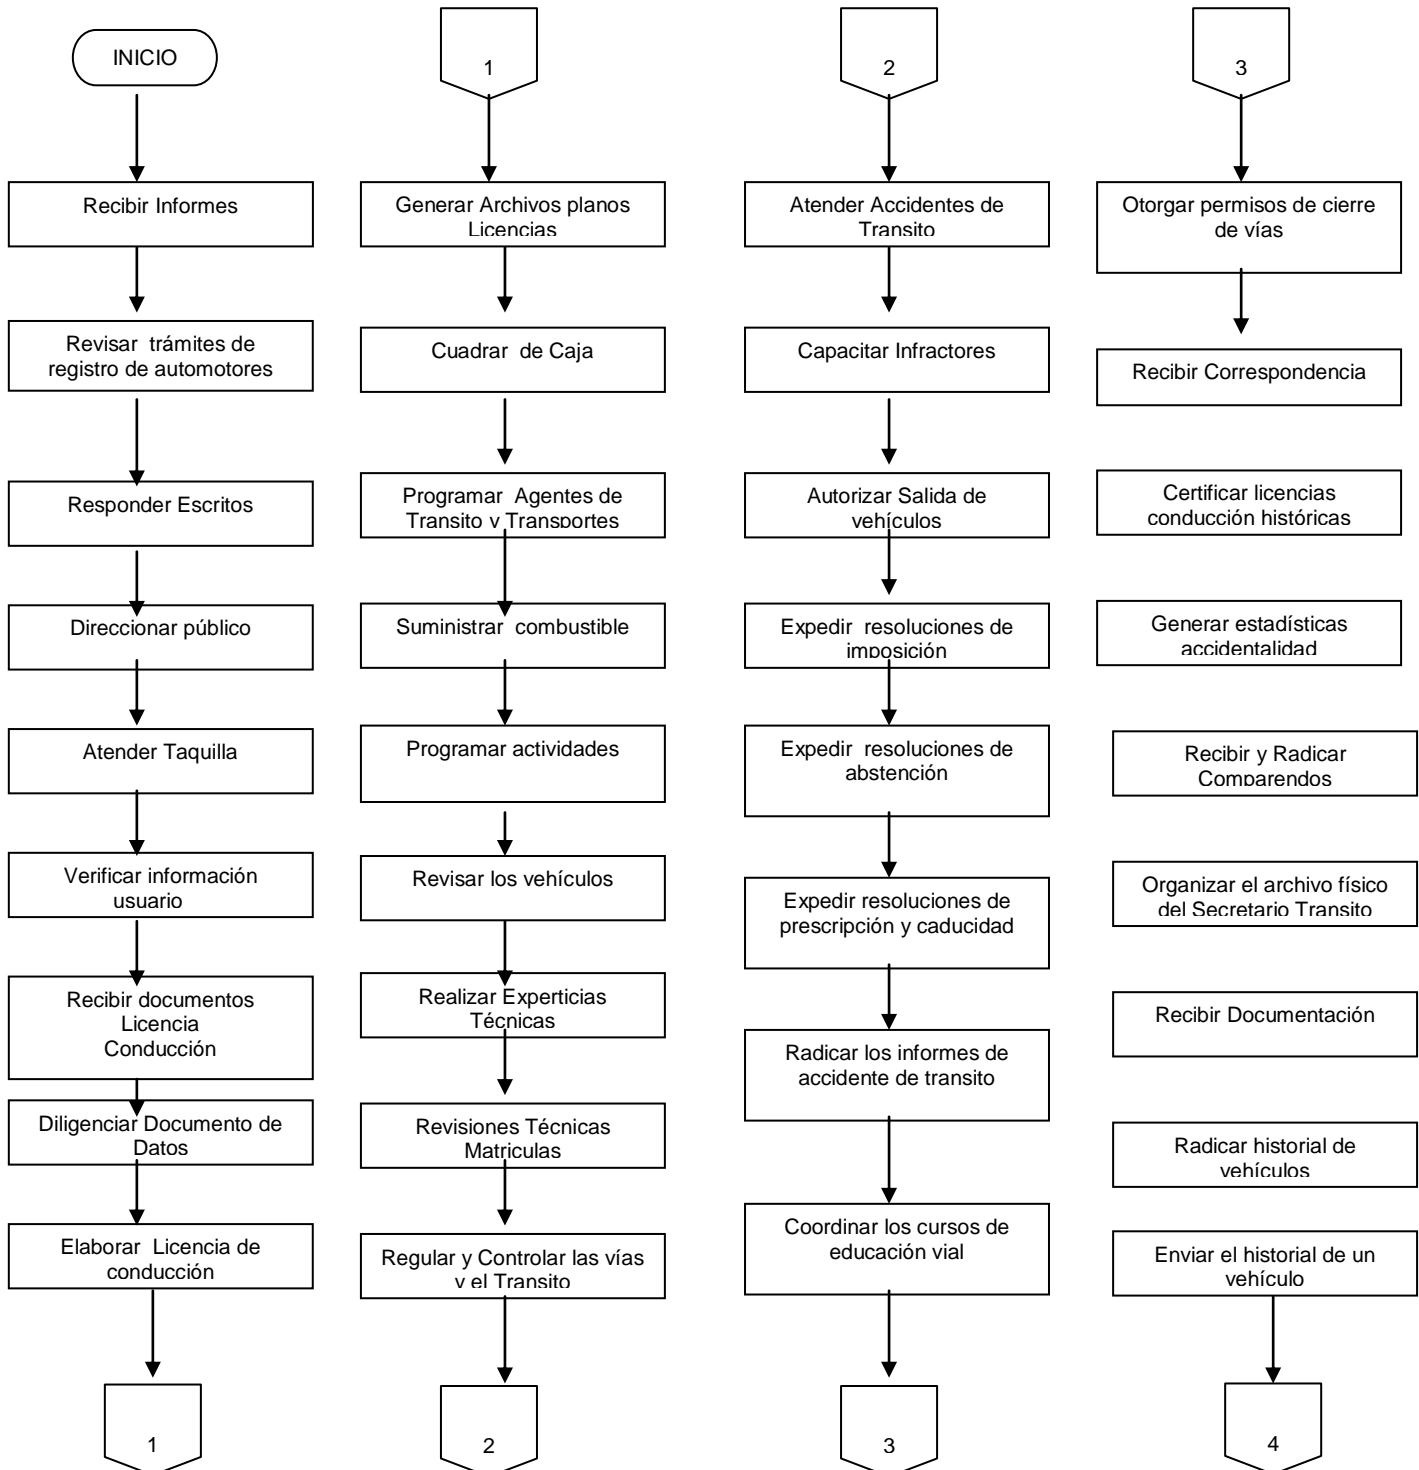 INICIO
Recibir Informes
Revisar trámites de
registro de automotores
Responder Escritos
Direccionar público
Atender Taquilla
Verificar información
usuario
Recibir documentos
Licencia
Conducción
Diligenciar Documento de
Datos
Elaborar Licencia de
conducción
1
1
Generar Archivos planos
Licencias
Cuadrar de Caja
Programar Agentes de
Transito y Transportes
Suministrar combustible
Programar actividades
Revisar los vehículos
Realizar Experticias
Técnicas
Revisiones Técnicas
Matriculas
Regular y Controlar las vías
y el Transito
2
2
Atender Accidentes de
Transito
Capacitar Infractores
Autorizar Salida de
vehículos
Expedir resoluciones de
imposición
Expedir resoluciones de
abstención
Expedir resoluciones de
prescripción y caducidad
Radicar los informes de
accidente de transito
Coordinar los cursos de
educación vial
3
3
Otorgar permisos de cierre
de vías
Recibir Correspondencia
Certificar licencias
conducción históricas
Generar estadísticas
accidentalidad
Recibir y Radicar
Comparendos
Organizar el archivo físico
del Secretario Transito
Recibir Documentación
Radicar historial de
vehículos
Enviar el historial de un
vehículo
4